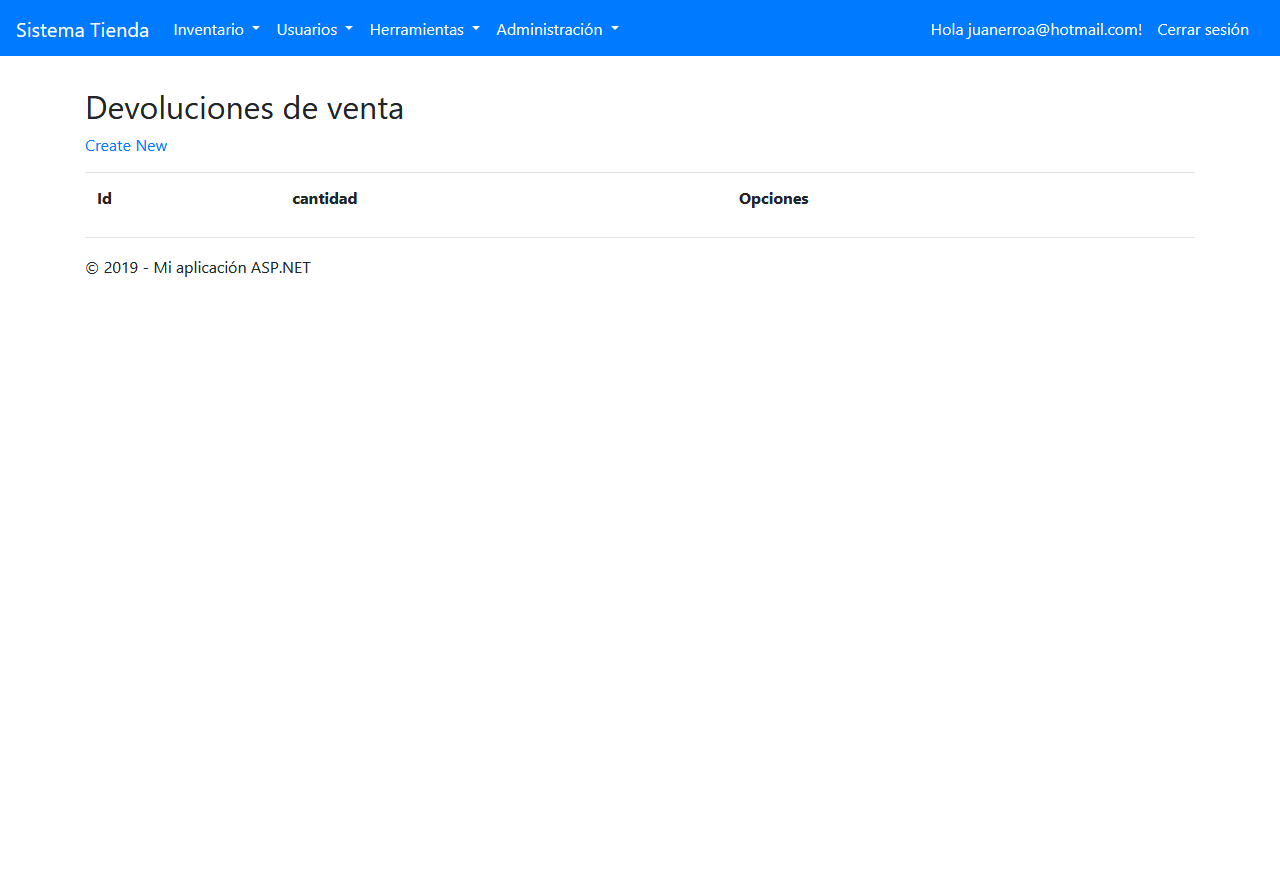 Sistema Tienda Inventario Usuarios Herramientas Administración Hola juanerroa@hotmail.com! Cerrar sesión
Devoluciones de venta
Create New
Id cantidad Opciones
© 2019 - Mi aplicación ASP.NET